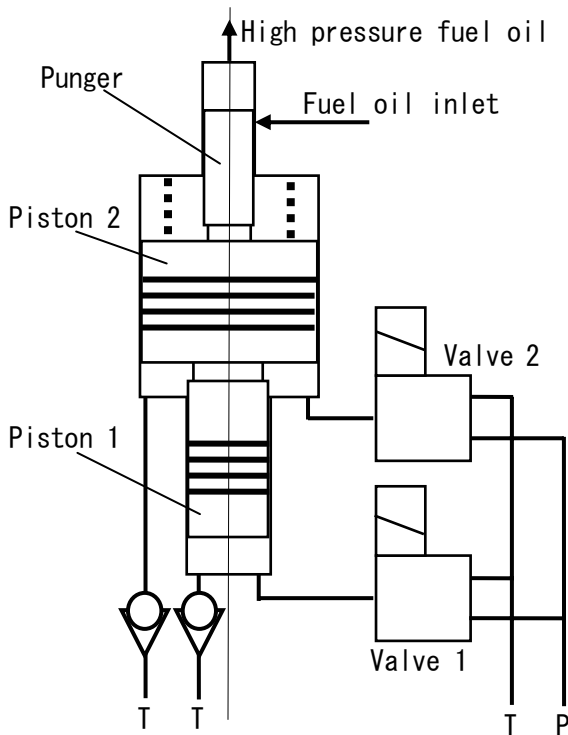 High pressure fuel oil
Punger
Fuel oil inlet
Piston 2
Valve 2
Piston 1
Valve 1
T T T P